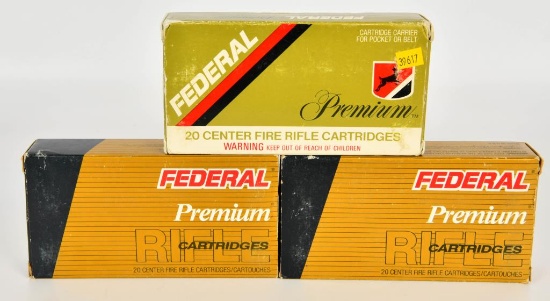 FEDERAL
CARTRIDGE CARRIER
FOR POCKET OR BELT
39617
Premium
TM
20 CENTER FIRE RIFLE CARTRIDGES
WARNING KEEP OUT OF REACH OF CHILDREN
FEDERAL
Premium
RIFLE
CARTRIDGES
20 CENTER FIRE RIFLE CARTRIDGES/CARTOUCHES
FEDERAL
Premium
RIFLE
CARTRIDGES
20 CENTER FIRE RIFLE CARTRIDGES/CARTOUCHES